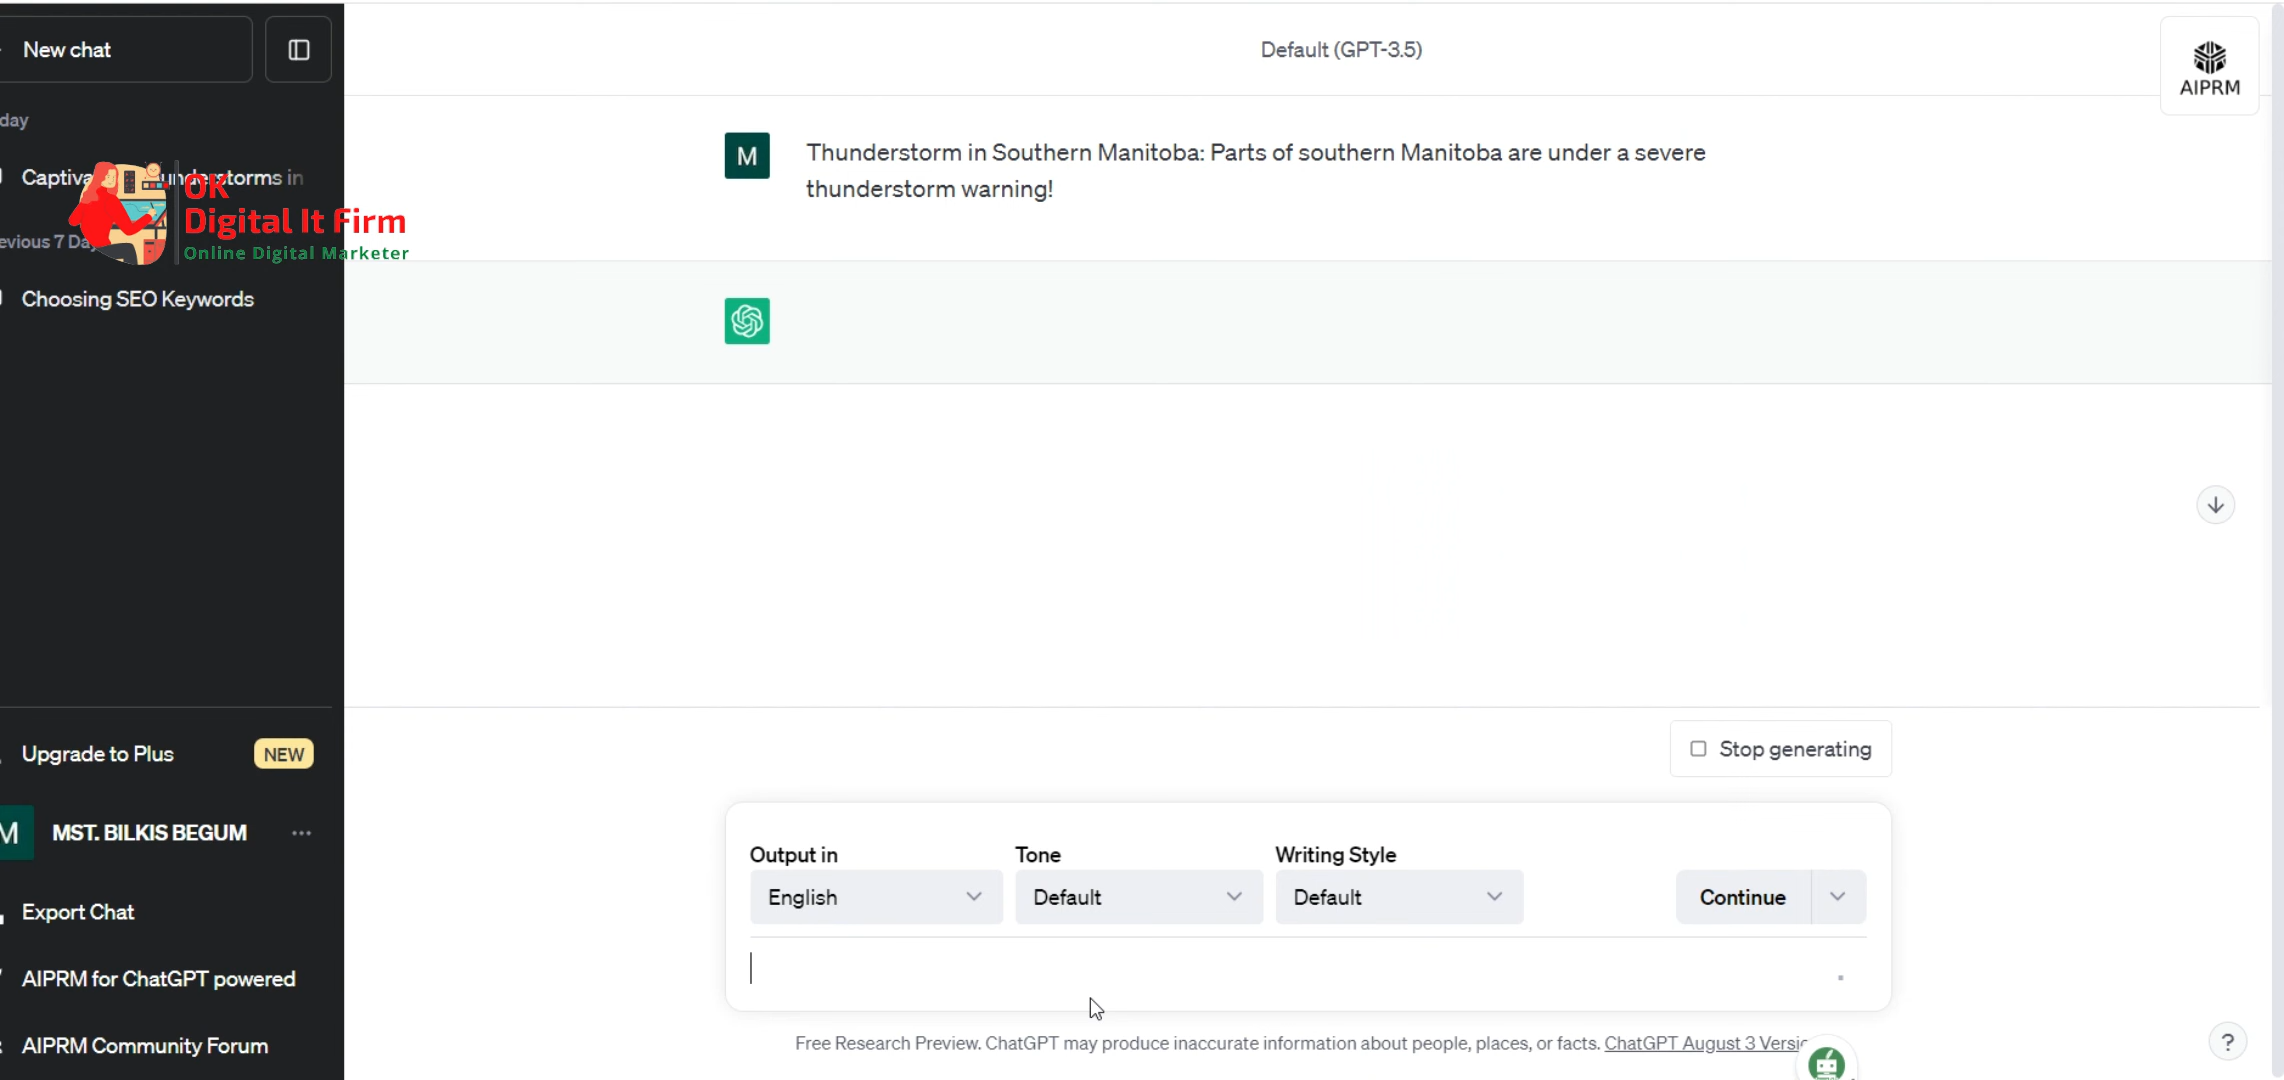 New chat
Default (GPT-3.5)
AIPRM
day
M
Thunderstorm in Southern Manitoba: Parts of southern Manitoba are under a severe
thunderstorm warning!
Captiva
understorms in
OK
Digital It Firm
Online Digital Marketer
evious 7 Day
Choosing SEO Keywords
Upgrade to Plus
NEW
Stop generating
M
MST. BILKIS BEGUM
Output in
Tone
Writing Style
English
Default
Default
Continue
Export Chat
AIPRM for ChatGPT powered
AIPRM Community Forum
Free Research Preview. ChatGPT may produce inaccurate information about people, places, or facts. ChatGPT August 3 Versi
?